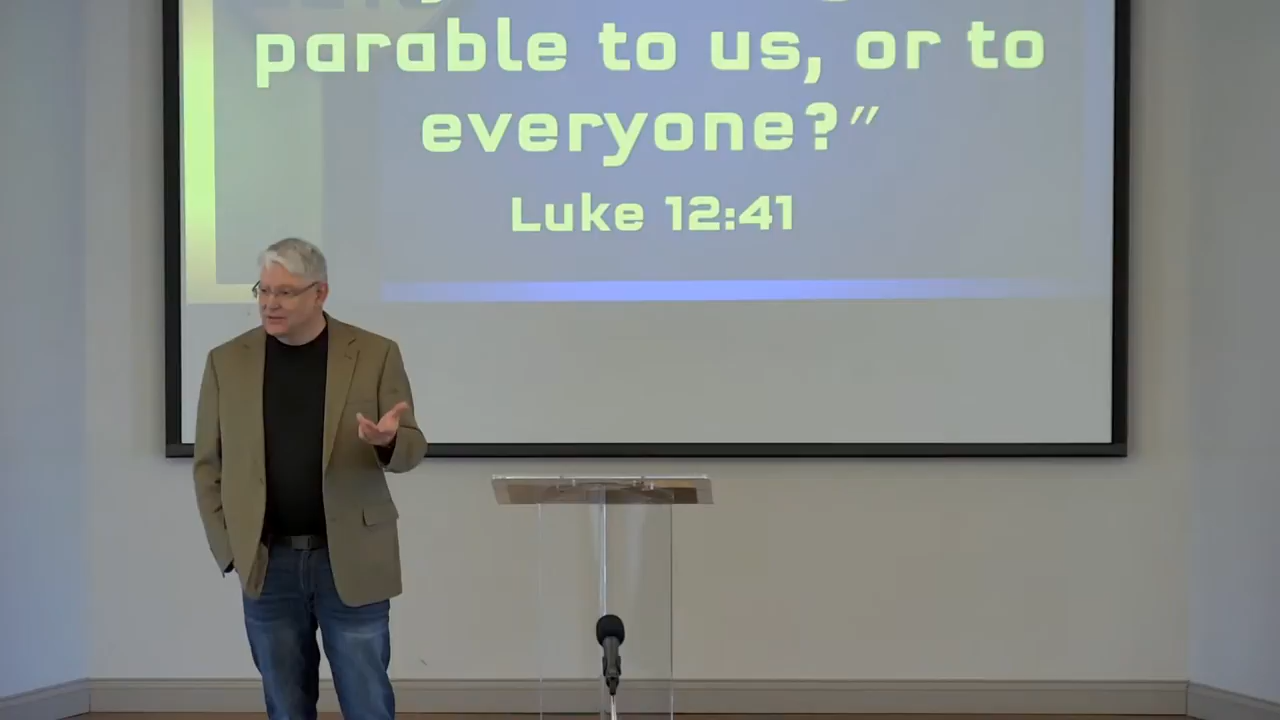 parable to us, or to
everyone?”
Luke 12:41